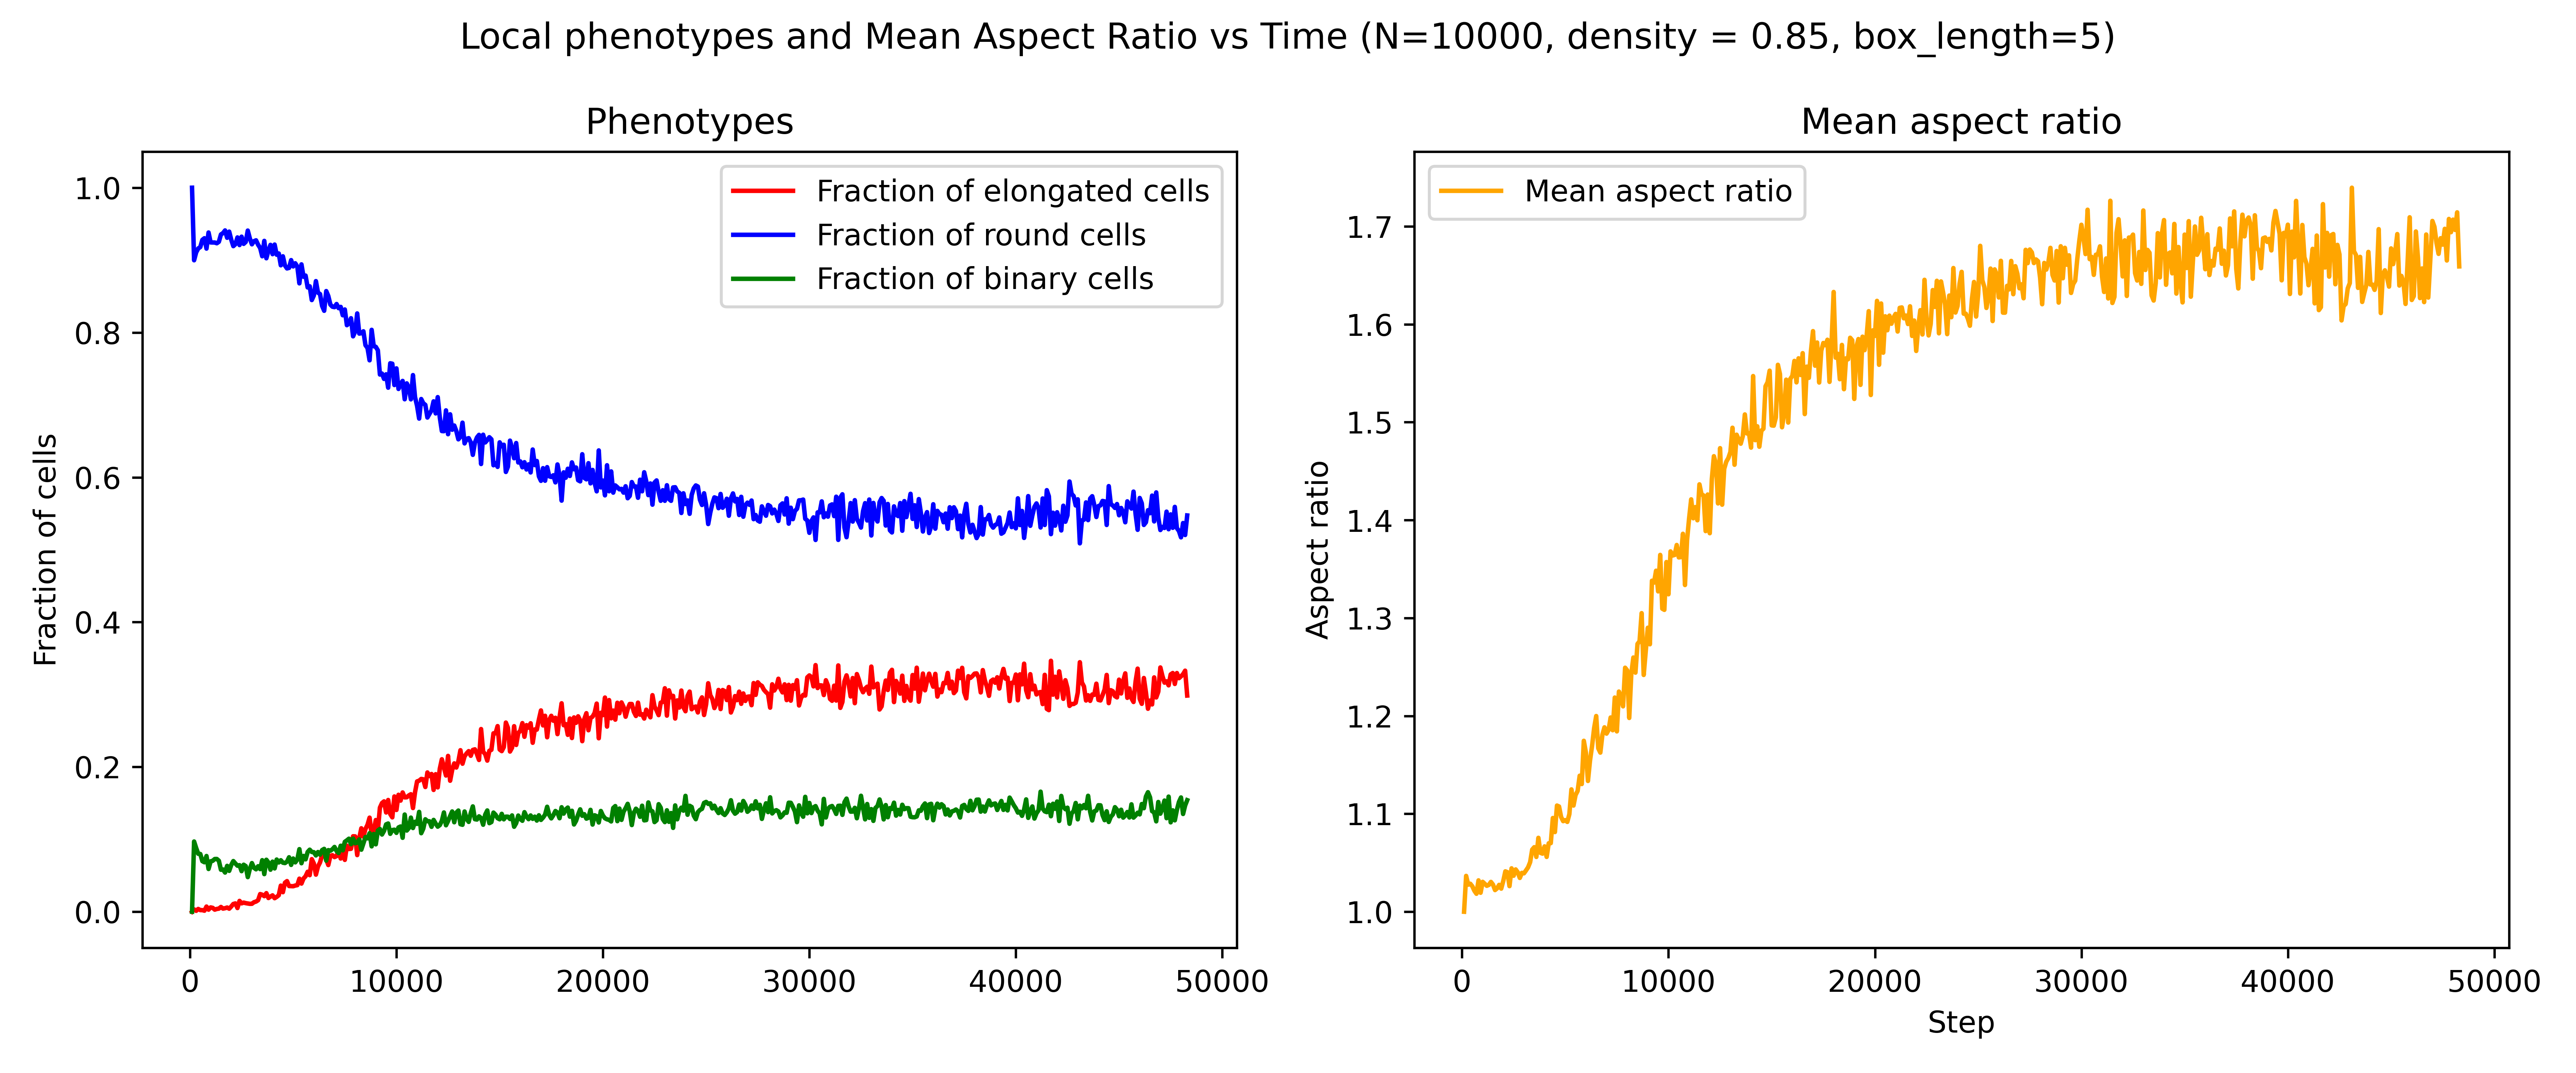 Local phenotypes and Mean Aspect Ratio vs Time (N=10000, density = 0.85, box_length=5)
Phenotypes
Fraction of elongated cells
Fraction of round cells
Fraction of binary cells
Fraction of cells
1.0
0.8
0.6
0.4
0.2
0.0
0
10000
20000
30000
40000
50000
Mean aspect ratio
Mean aspect ratio
Aspect ratio
1.7
1.6
1.5
1.4
1.3
1.2
1.1
1.0
0
10000
20000
30000
40000
50000
Step